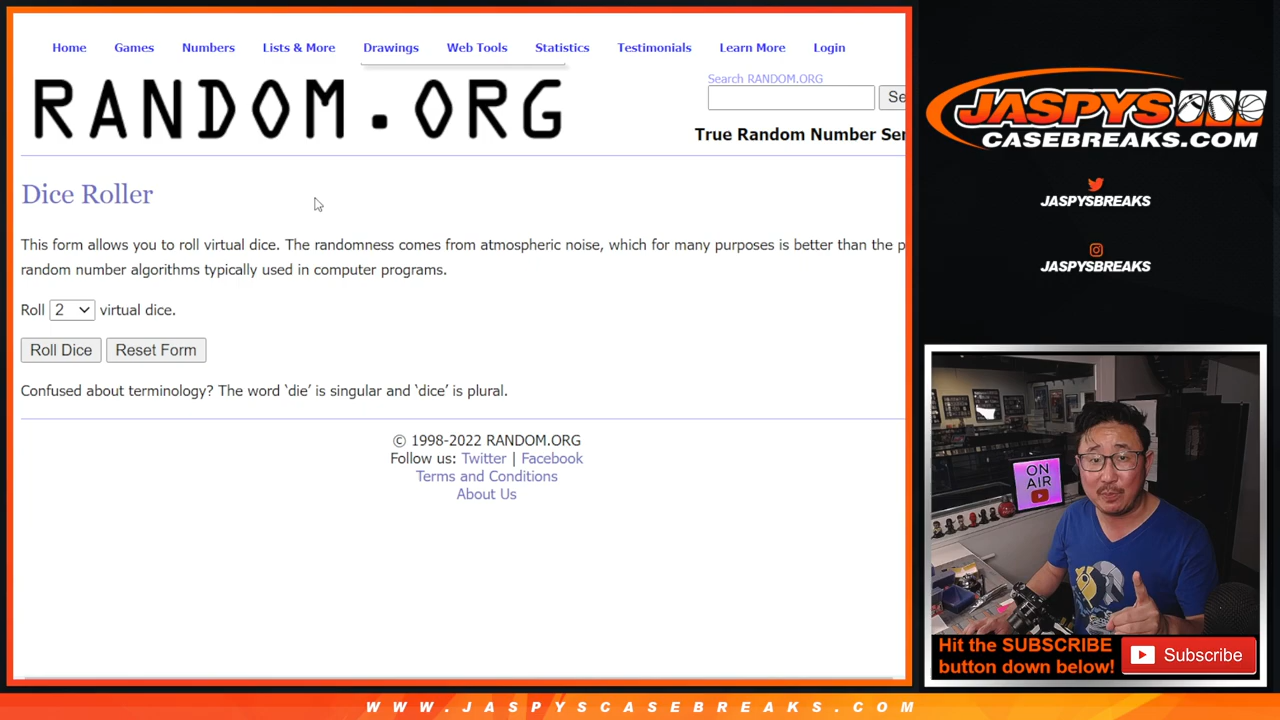 Home Games Numbers Lists & More Drawings Web Tools Statistics Testimonials Learn More Login
RANDOM.ORG
Search RANDOM.ORG
Se
True Random Number Ser
Dice Roller
This form allows you to roll virtual dice. The randomness comes from atmospheric noise, which for many purposes is better than the p
random number algorithms typically used in computer programs.
Roll 2 virtual dice.
Roll Dice Reset Form
Confused about terminology? The word ‘die’ is singular and ‘dice’ is plural.
© 1998-2022 RANDOM.ORG
Follow us: Twitter | Facebook
Terms and Conditions
About Us
JASPYS
CASEBREAKS.COM
JASPYSBREAKS
JASPYSBREAKS
ON
AIR
Hit the SUBSCRIBE
button down below!
Subscribe
WWW.JASPYSCASEBREAKS.COM